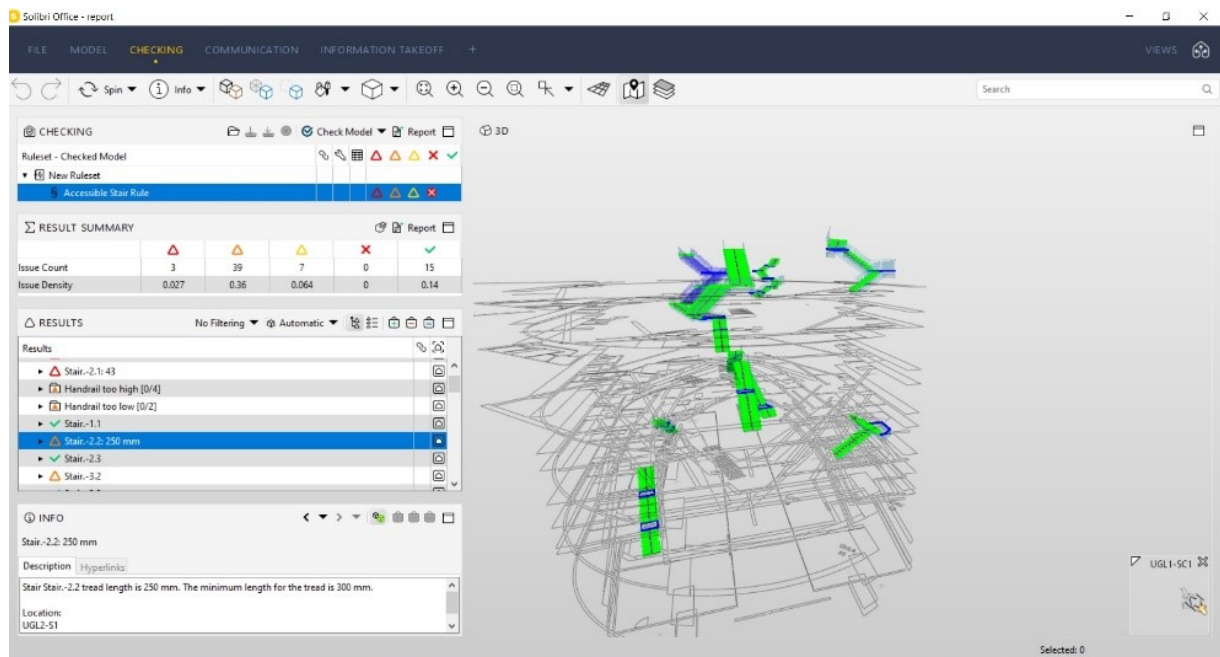 Solibri Office - report
FILE MODEL CHECKING COMMUNICATION INFORMATION TAKEOFF + VIEWS
Spin Info Search
CHECKING Check Model Report 3D
Ruleset - Checked Model
New Ruleset
§ Accessible Stair Rule
RESULT SUMMARY Report
Issue Count 3 39 7 0 15
Issue Density 0.027 0.36 0.064 0 0.14
RESULTS No Filtering Automatic
Results
Stair.-2.1: 43
Handrail too high [0/4]
Handrail too low [0/2]
Stair.-1.1
Stair.-2.2: 250 mm
Stair.-2.3
Stair.-3.2
INFO
Stair.-2.2: 250 mm
Description Hyperlinks
Stair Stair.-2.2 tread length is 250 mm. The minimum length for the tread is 300 mm.
Location:
UGL2-S1
UGL1-SC1
Selected: 0